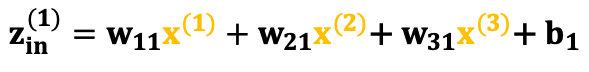 z_in^(1) = w₁₁x^(1) + w₂₁x^(2) + w₃₁x^(3) + b₁